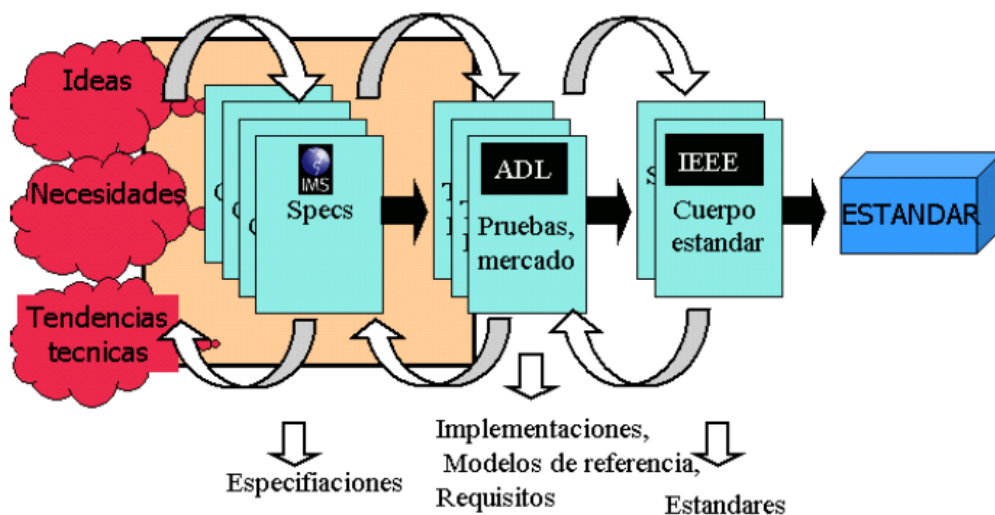 Ideas
Necesidades
Tendencias
tecnicas
IMS
Specs
ADL
Pruebas,
mercado
IEEE
Cuerpo
estandar
ESTANDAR
Especifiaciones
Implementaciones,
Modelos de referencia,
Requisitos
Estandares